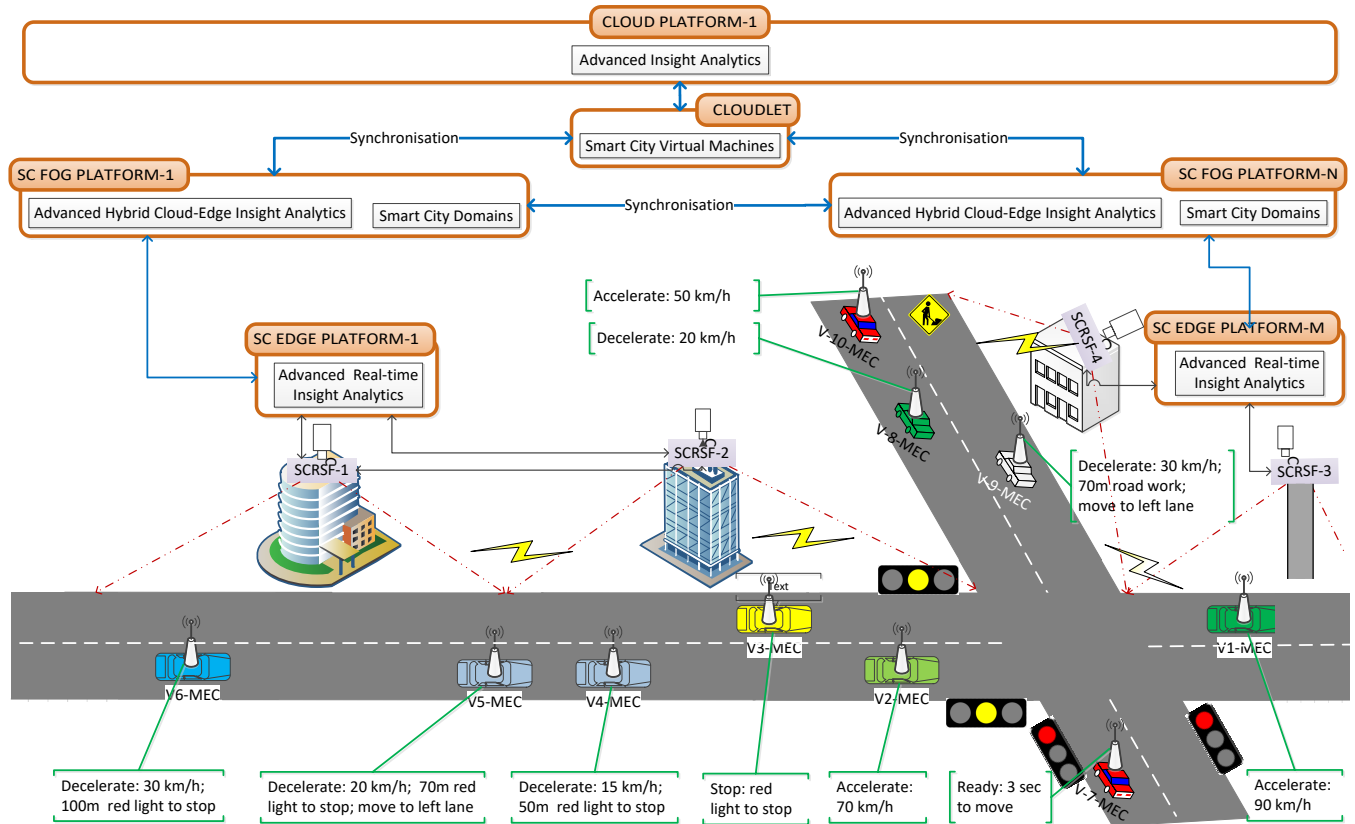 CLOUD PLATFORM-1
Advanced Insight Analytics
CLOUDLET
Smart City Virtual Machines
Synchronisation
Synchronisation
SC FOG PLATFORM-1
Advanced Hybrid Cloud-Edge Insight Analytics
Smart City Domains
Synchronisation
SC FOG PLATFORM-N
Advanced Hybrid Cloud-Edge Insight Analytics
Smart City Domains
Accelerate: 50 km/h
Decelerate: 20 km/h
V-10-MEC
V-8-MEC
V-9-MEC
SCRSF-4
SC EDGE PLATFORM-1
Advanced Real-time
Insight Analytics
SC EDGE PLATFORM-M
Advanced Real-time
Insight Analytics
SCRSF-1
SCRSF-2
SCRSF-3
Decelerate: 30 km/h;
70m road work;
move to left lane
Text
V3-MEC
V1-MEC
V6-MEC
V5-MEC
V4-MEC
V2-MEC
V-7-MEC
Decelerate: 30 km/h;
100m red light to stop
Decelerate: 20 km/h; 70m red
light to stop; move to left lane
Decelerate: 15 km/h;
50m red light to stop
Stop: red
light to stop
Accelerate:
70 km/h
Ready: 3 sec
to move
Accelerate:
90 km/h